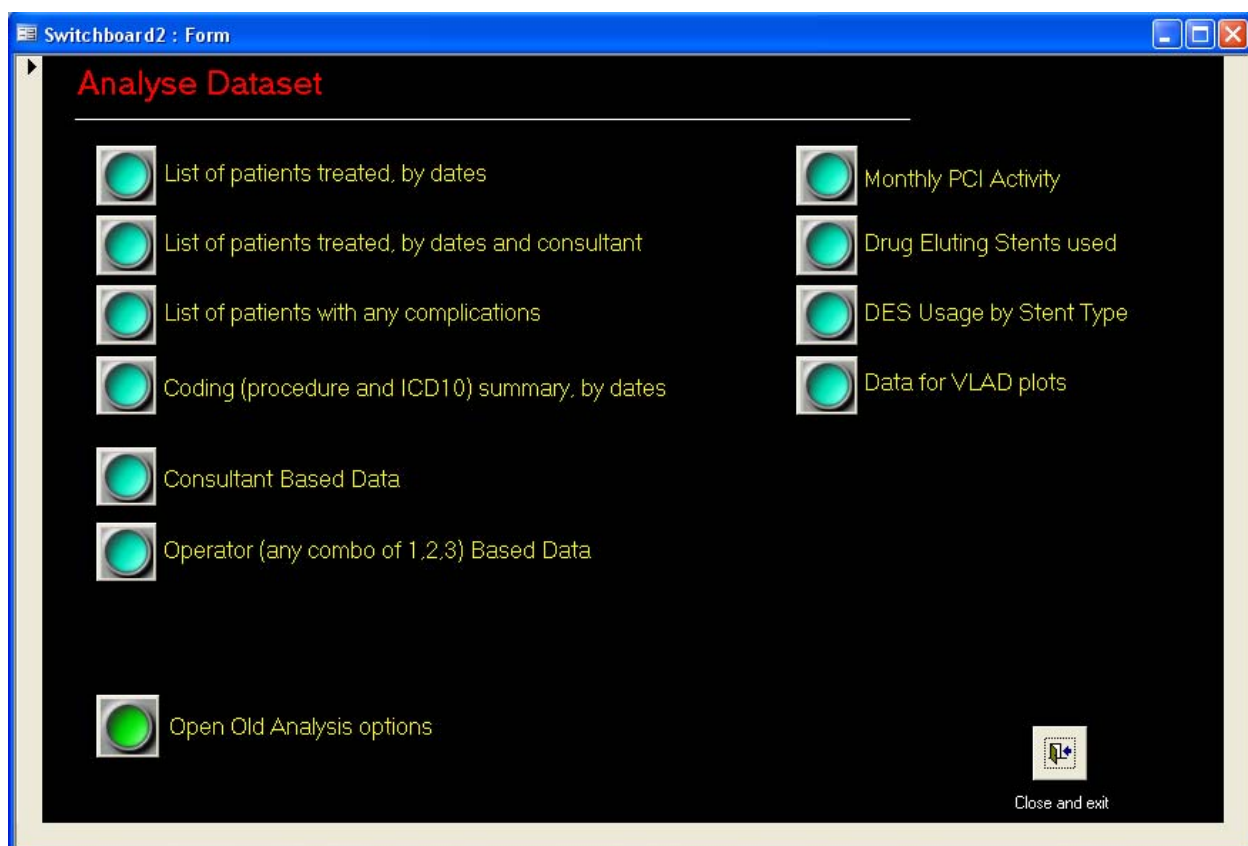 Switchboard2 : Form
Analyse Dataset
List of patients treated, by dates
List of patients treated, by dates and consultant
List of patients with any complications
Coding (procedure and ICD10) summary, by dates
Consultant Based Data
Operator (any combo of 1,2,3) Based Data
Open Old Analysis options
Monthly PCI Activity
Drug Eluting Stents used
DES Usage by Stent Type
Data for VLAD plots
Close and exit